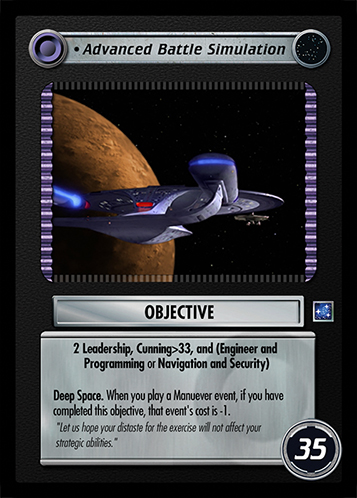 • Advanced Battle Simulation
OBJECTIVE
2 Leadership, Cunning>33, and (Engineer and
Programming or Navigation and Security)
Deep Space. When you play a Manuever event, if you have
completed this objective, that event's cost is -1.
"Let us hope your distaste for the exercise will not affect your
strategic abilities."
35